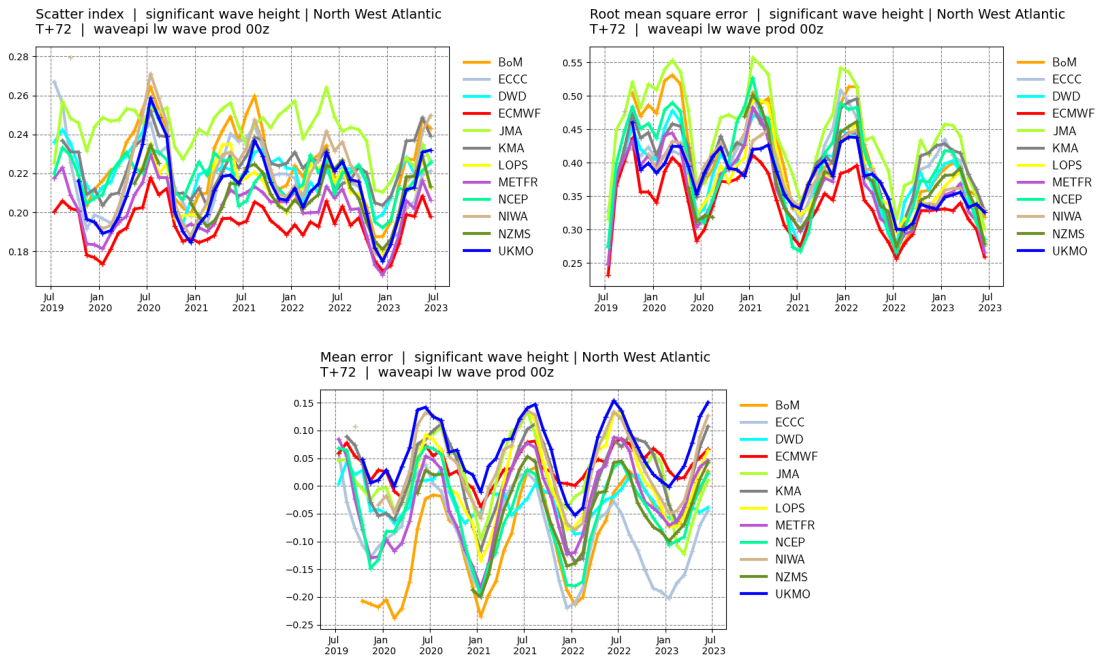 Scatter index | significant wave height | North West Atlantic
T+72 | waveapi lw wave prod 00z
0.28
0.26
0.24
0.22
0.20
0.18
Jul 2019
Jan 2020
Jul 2020
Jan 2021
Jul 2021
Jan 2022
Jul 2022
Jan 2023
Jul 2023
BoM
ECCC
DWD
ECMWF
JMA
KMA
LOPS
METFR
NCEP
NIWA
NZMS
UKMO
Root mean square error | significant wave height | North West Atlantic
T+72 | waveapi lw wave prod 00z
0.55
0.50
0.45
0.40
0.35
0.30
0.25
Jul 2019
Jan 2020
Jul 2020
Jan 2021
Jul 2021
Jan 2022
Jul 2022
Jan 2023
Jul 2023
BoM
ECCC
DWD
ECMWF
JMA
KMA
LOPS
METFR
NCEP
NIWA
NZMS
UKMO
Mean error | significant wave height | North West Atlantic
T+72 | waveapi lw wave prod 00z
0.15
0.10
0.05
0.00
−0.05
−0.10
−0.15
−0.20
−0.25
Jul 2019
Jan 2020
Jul 2020
Jan 2021
Jul 2021
Jan 2022
Jul 2022
Jan 2023
Jul 2023
BoM
ECCC
DWD
ECMWF
JMA
KMA
LOPS
METFR
NCEP
NIWA
NZMS
UKMO